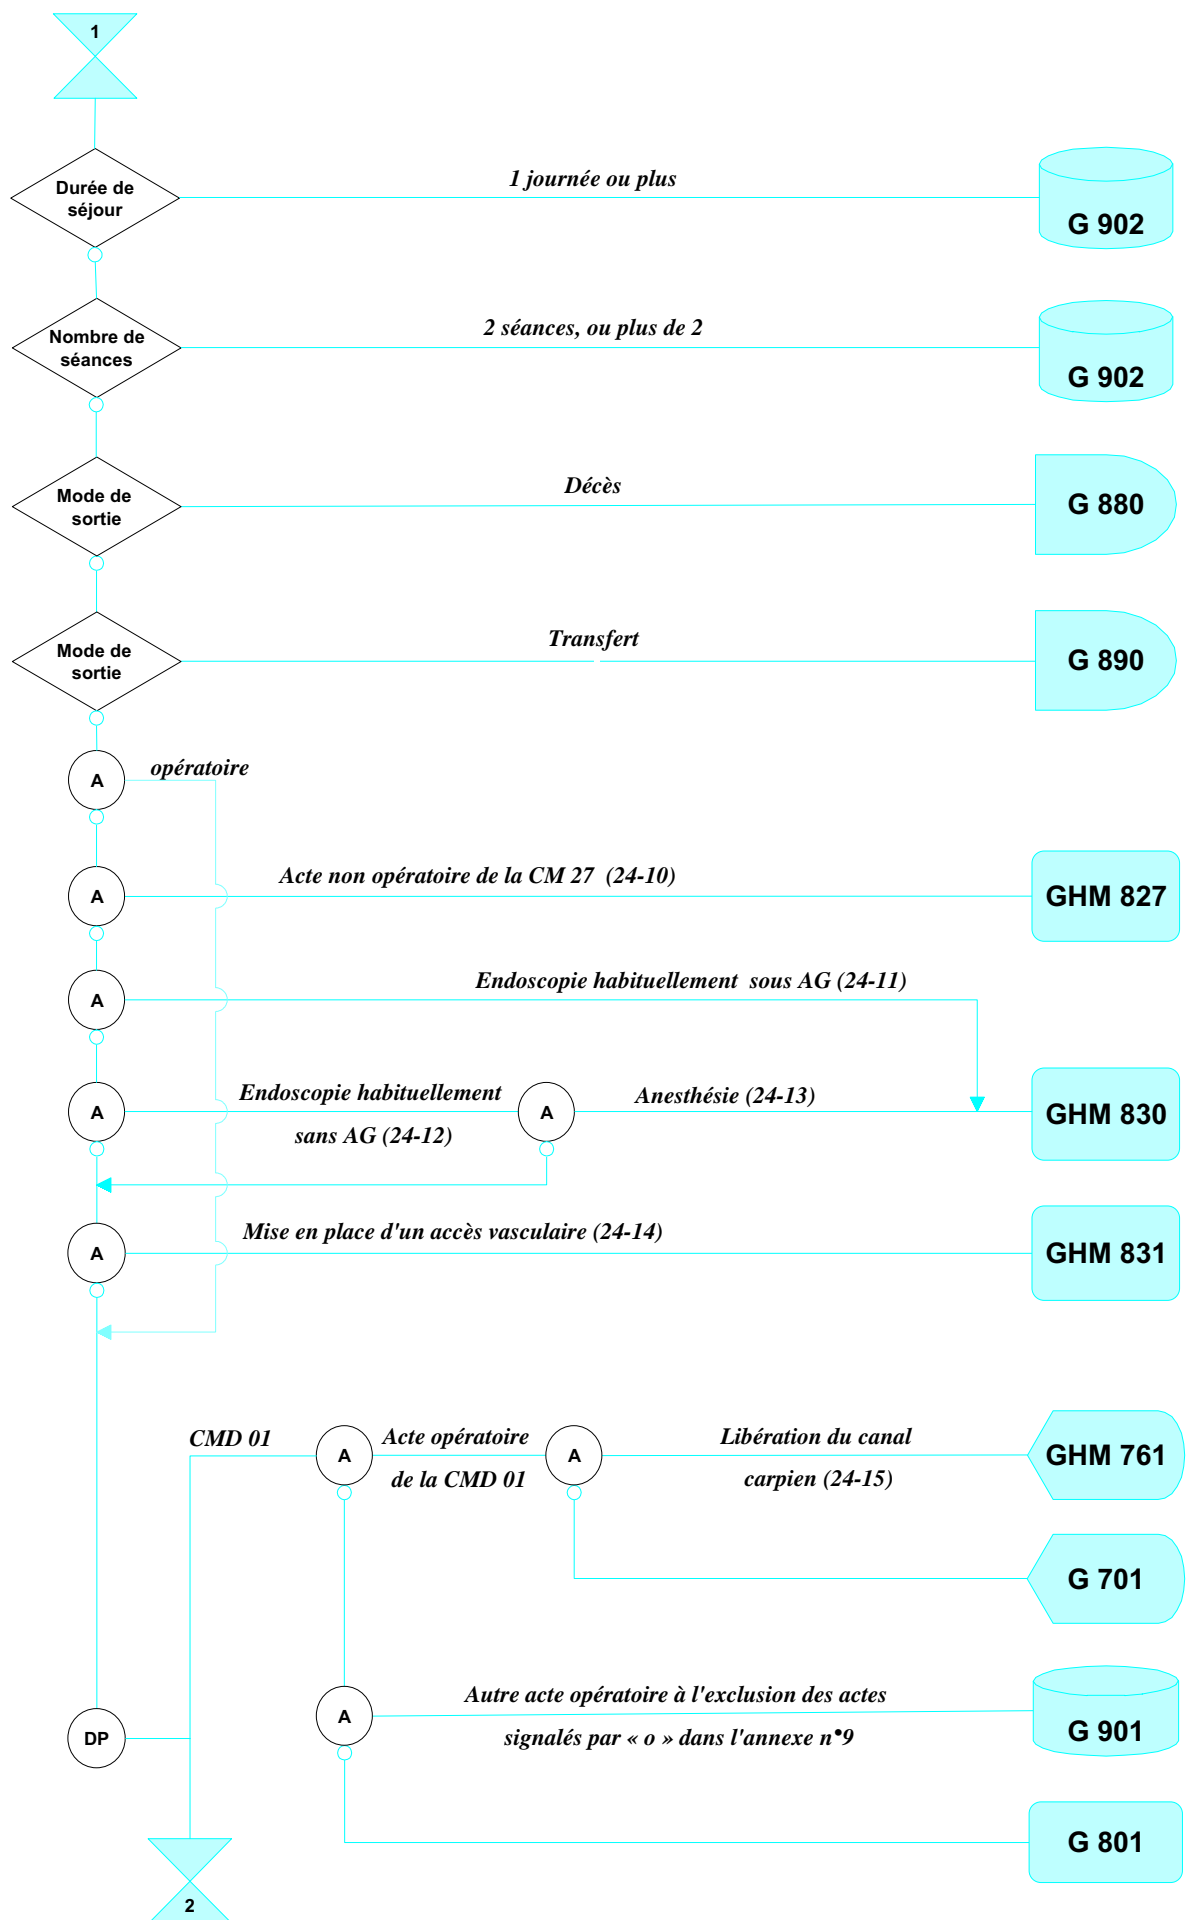 1
Durée de
séjour
1 journée ou plus
G 902
Nombre de
séances
2 séances, ou plus de 2
G 902
Mode de
sortie
Décès
G 880
Mode de
sortie
Transfert
G 890
A
opératoire
A
Acte non opératoire de la CM 27 (24-10)
GHM 827
A
Endoscopie habituellement sous AG (24-11)
A
Endoscopie habituellement
sans AG (24-12)
A
Anesthésie (24-13)
GHM 830
A
Mise en place d'un accès vasculaire (24-14)
GHM 831
CMD 01
A
Acte opératoire
de la CMD 01
A
Libération du canal
carpien (24-15)
GHM 761
G 701
A
Autre acte opératoire à l'exclusion des actes
signalés par « o » dans l'annexe n°9
G 901
DP
G 801
2